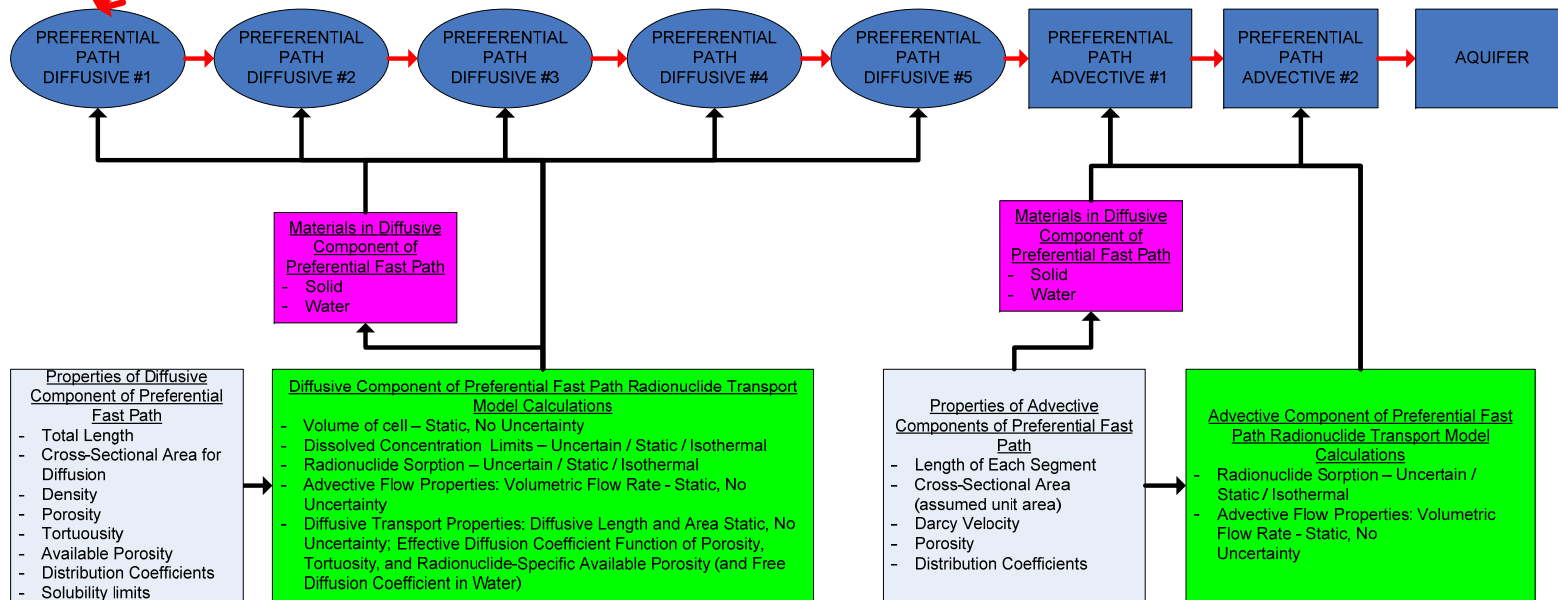 PREFERENTIAL
PATH
DIFFUSIVE #1
PREFERENTIAL
PATH
DIFFUSIVE #2
PREFERENTIAL
PATH
DIFFUSIVE #3
PREFERENTIAL
PATH
DIFFUSIVE #4
PREFERENTIAL
PATH
DIFFUSIVE #5
PREFERENTIAL
PATH
ADVECTIVE #1
PREFERENTIAL
PATH
ADVECTIVE #2
AQUIFER
Materials in Diffusive
Component of
Preferential Fast Path
- Solid
- Water
Materials in Diffusive
Component of
Preferential Fast Path
- Solid
- Water
Properties of Diffusive
Component of Preferential
Fast Path
- Total Length
- Cross-Sectional Area for
Diffusion
- Density
- Porosity
- Tortuousity
- Available Porosity
- Distribution Coefficients
- Solubility limits
Diffusive Component of Preferential Fast Path Radionuclide Transport
Model Calculations
- Volume of cell – Static, No Uncertainty
- Dissolved Concentration Limits – Uncertain / Static / Isothermal
- Radionuclide Sorption – Uncertain / Static / Isothermal
- Advective Flow Properties: Volumetric Flow Rate - Static, No
Uncertainty
- Diffusive Transport Properties: Diffusive Length and Area Static, No
Uncertainty; Effective Diffusion Coefficient Function of Porosity,
Tortuosity, and Radionuclide-Specific Available Porosity (and Free
Diffusion Coefficient in Water)
Properties of Advective
Components of Preferential Fast
Path
- Length of Each Segment
- Cross-Sectional Area
(assumed unit area)
- Darcy Velocity
- Porosity
- Distribution Coefficients
Advective Component of Preferential Fast
Path Radionuclide Transport Model
Calculations
- Radionuclide Sorption – Uncertain /
Static / Isothermal
- Advective Flow Properties: Volumetric
Flow Rate - Static, No
Uncertainty